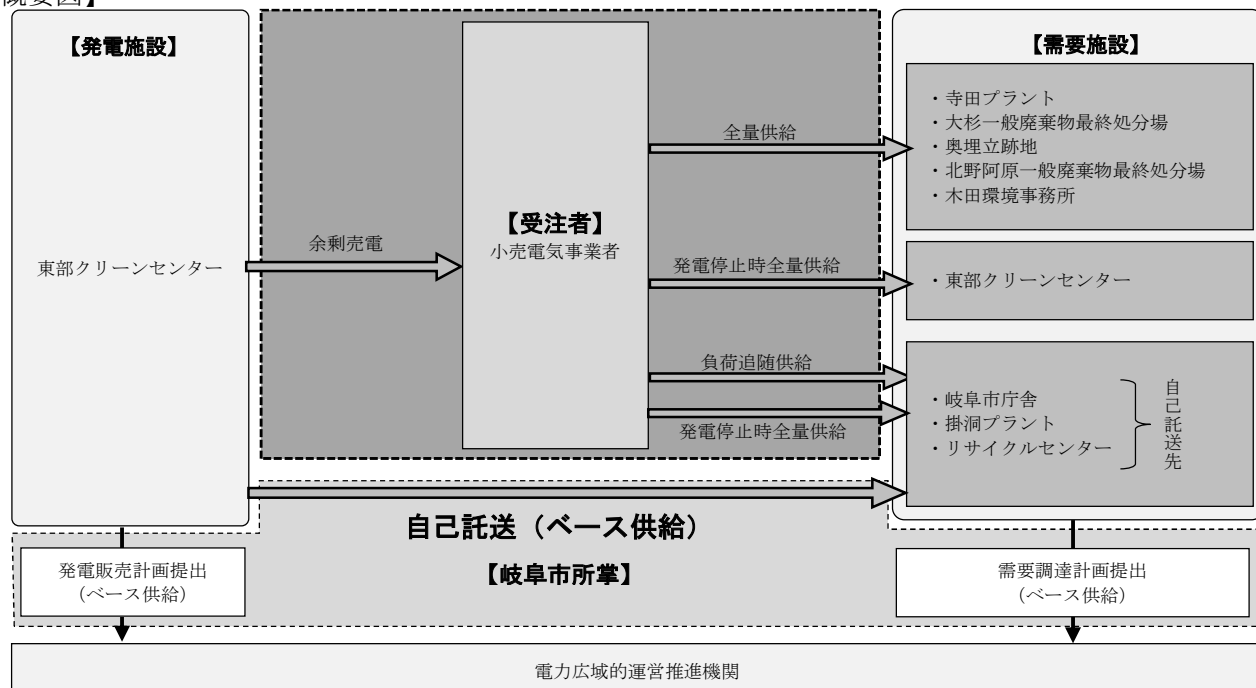 概要図】
【発電施設】
東部クリーンセンター
余剰売電
【受注者】
小売電気事業者
全量供給
発電停止時全量供給
負荷追随供給
発電停止時全量供給
【需要施設】
・寺田プラント
・大杉一般廃棄物最終処分場
・奥埋立跡地
・北野阿原一般廃棄物最終処分場
・木田環境事務所
・東部クリーンセンター
・岐阜市庁舎
・掛洞プラント
・リサイクルセンター
自己託送先
自己託送（ベース供給）
【岐阜市所掌】
発電販売計画提出
（ベース供給）
需要調達計画提出
（ベース供給）
電力広域的運営推進機関